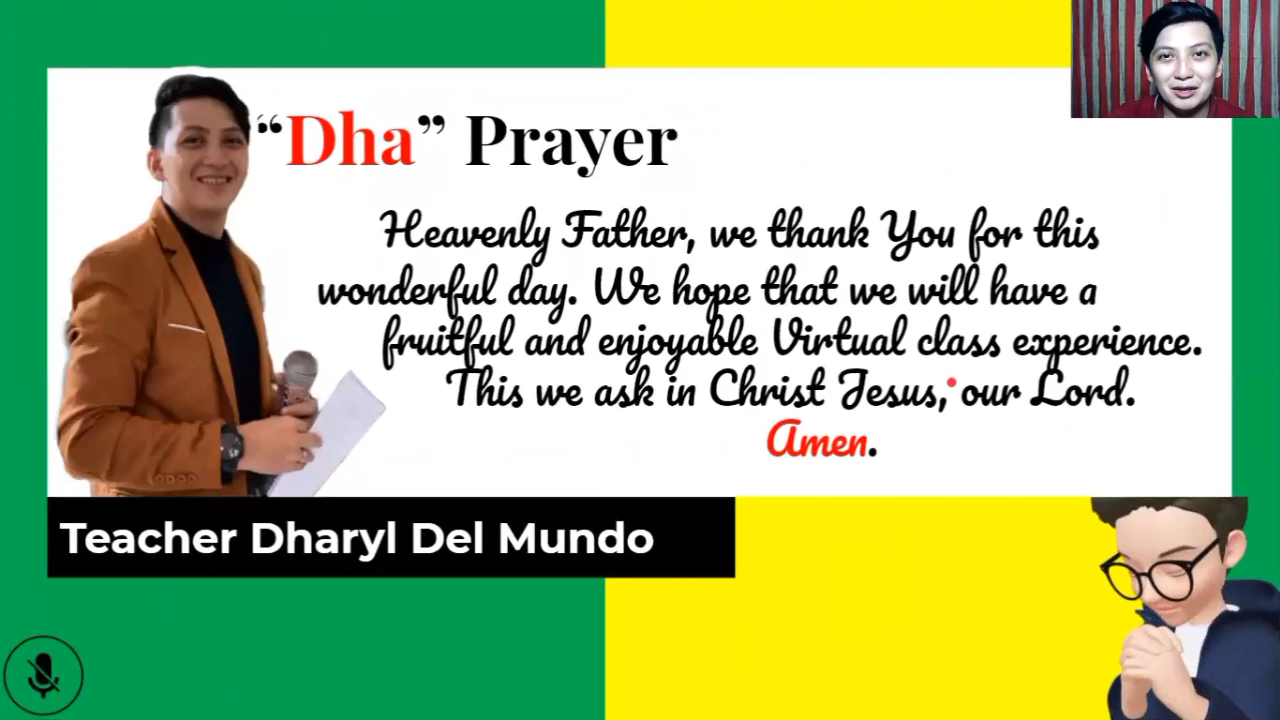 “Dha” Prayer
Heavenly Father, we thank You for this
wonderful day. We hope that we will have a
fruitful and enjoyable Virtual class experience.
This we ask in Christ Jesus, our Lord.
Amen.
Teacher Dharyl Del Mundo